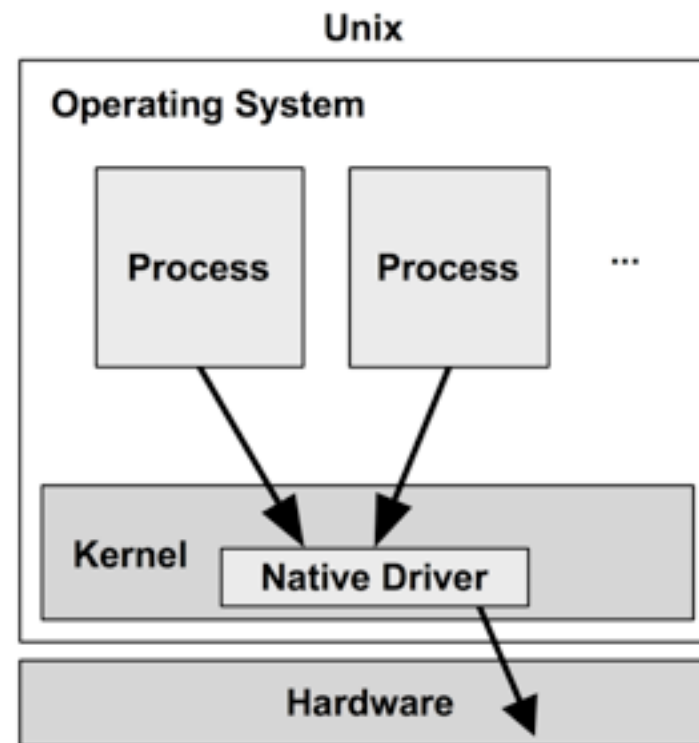 Unix
Operating System
Process Process ...
Kernel
Native Driver
Hardware